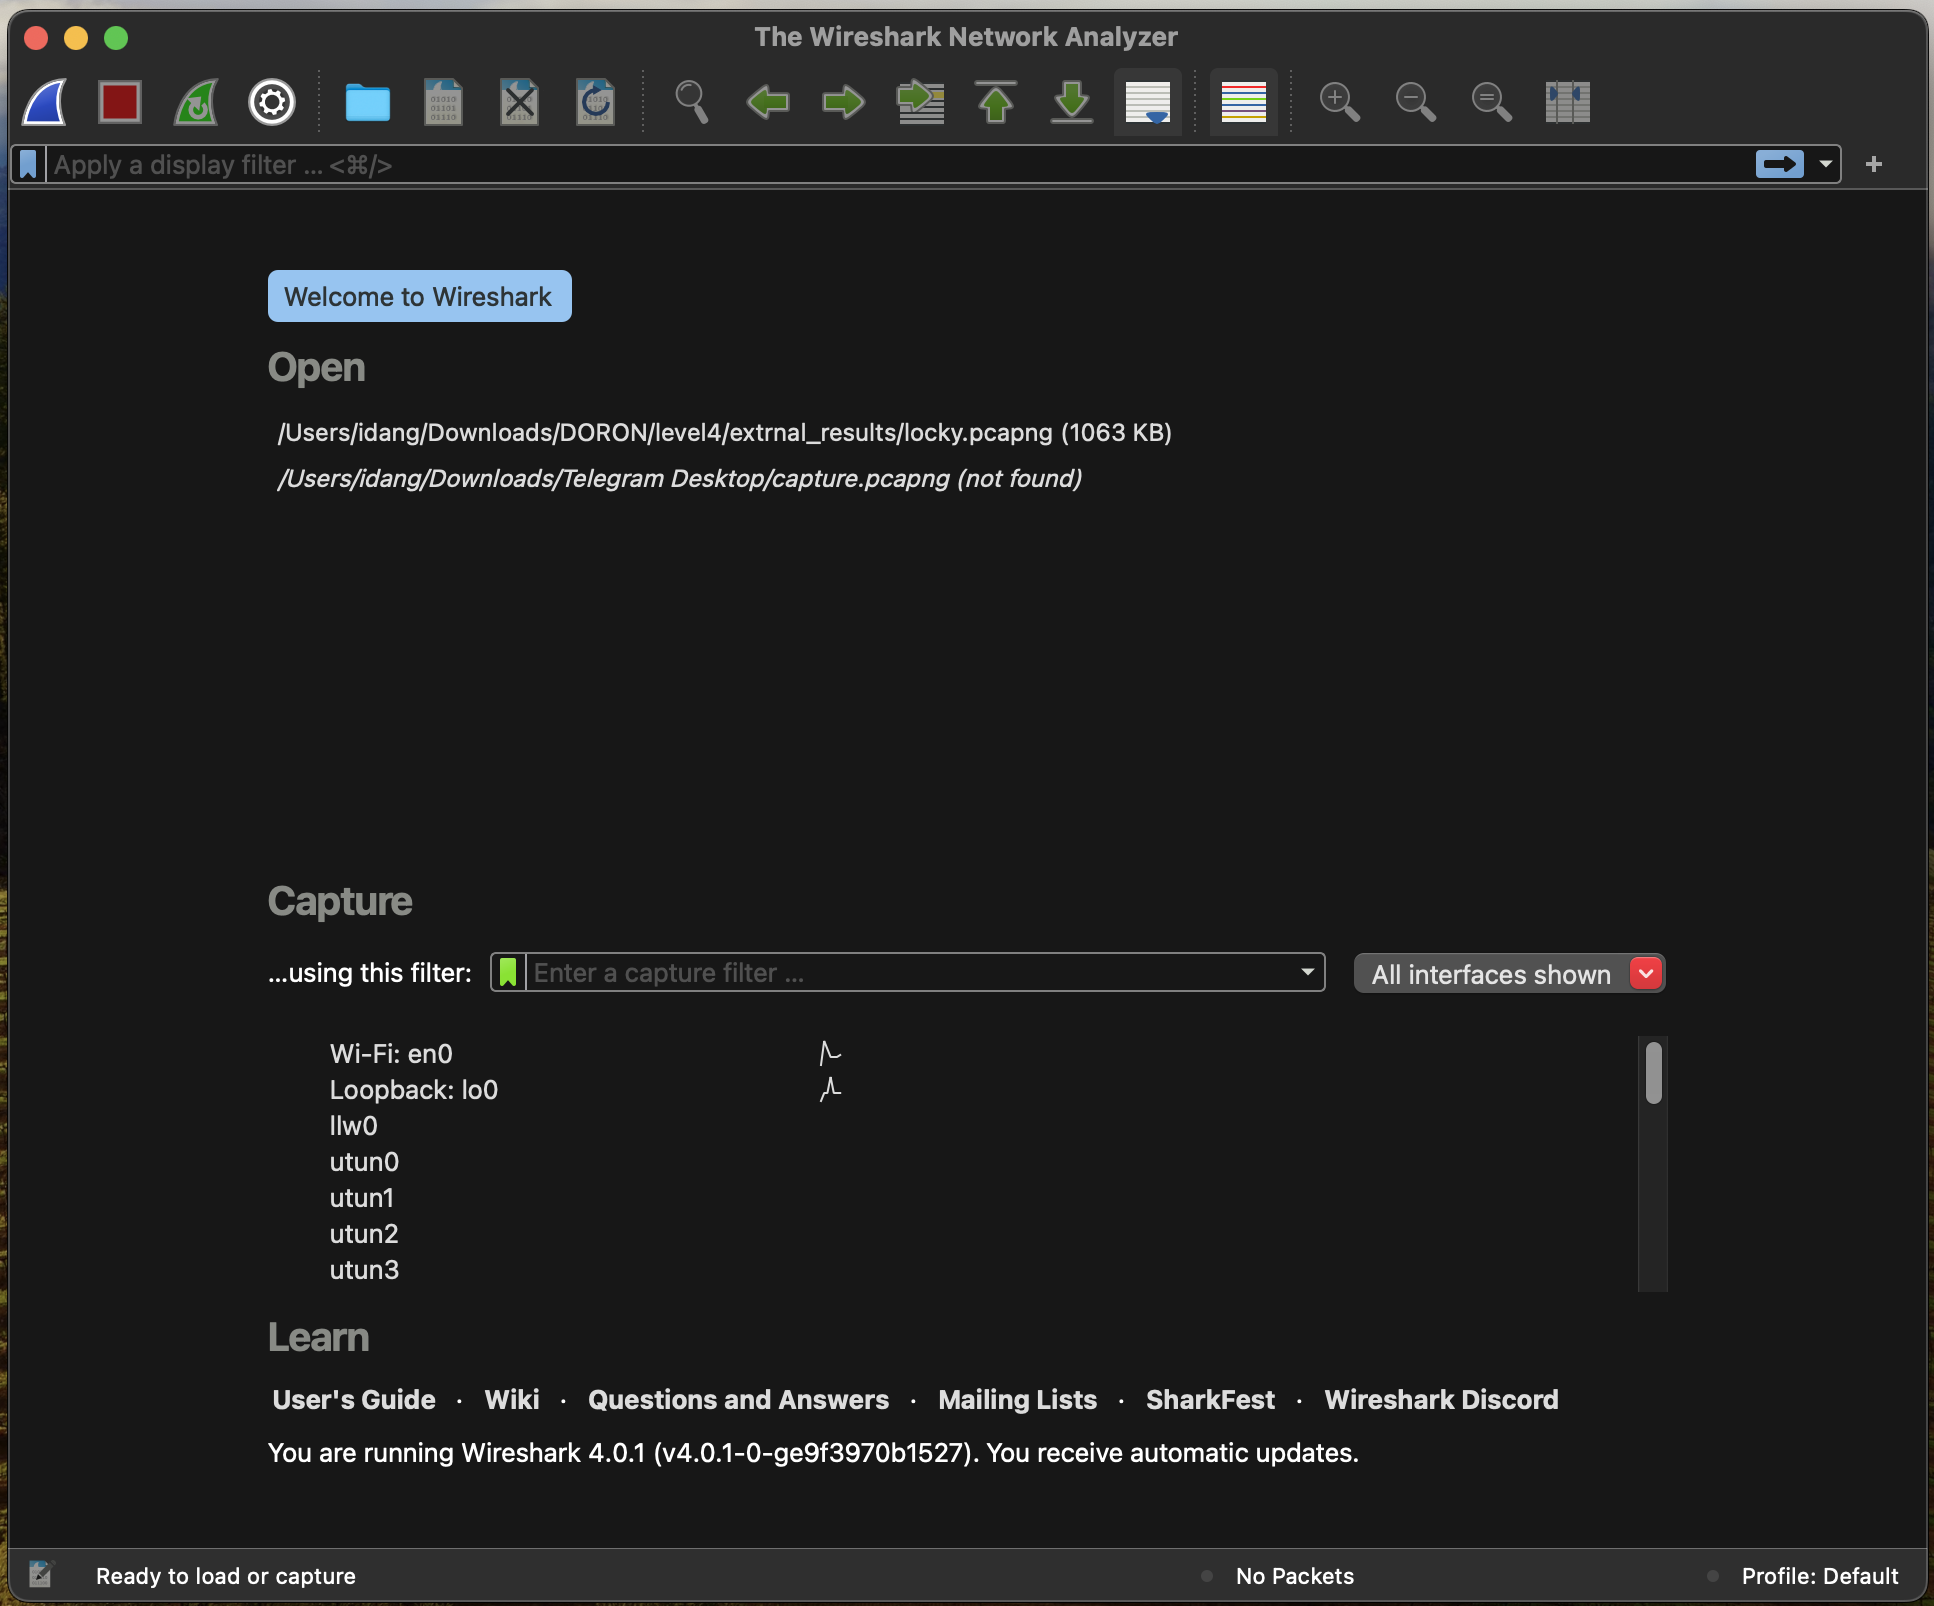 The Wireshark Network Analyzer
Apply a display filter ... <⌘/>
Welcome to Wireshark
Open
/Users/idang/Downloads/DORON/level4/extrnal_results/locky.pcapng (1063 KB)
/Users/idang/Downloads/Telegram Desktop/capture.pcapng (not found)
Capture
...using this filter: Enter a capture filter ... All interfaces shown
Wi-Fi: en0
Loopback: lo0
llw0
utun0
utun1
utun2
utun3
Learn
User's Guide · Wiki · Questions and Answers · Mailing Lists · SharkFest · Wireshark Discord
You are running Wireshark 4.0.1 (v4.0.1-0-ge9f3970b1527). You receive automatic updates.
Ready to load or capture No Packets Profile: Default